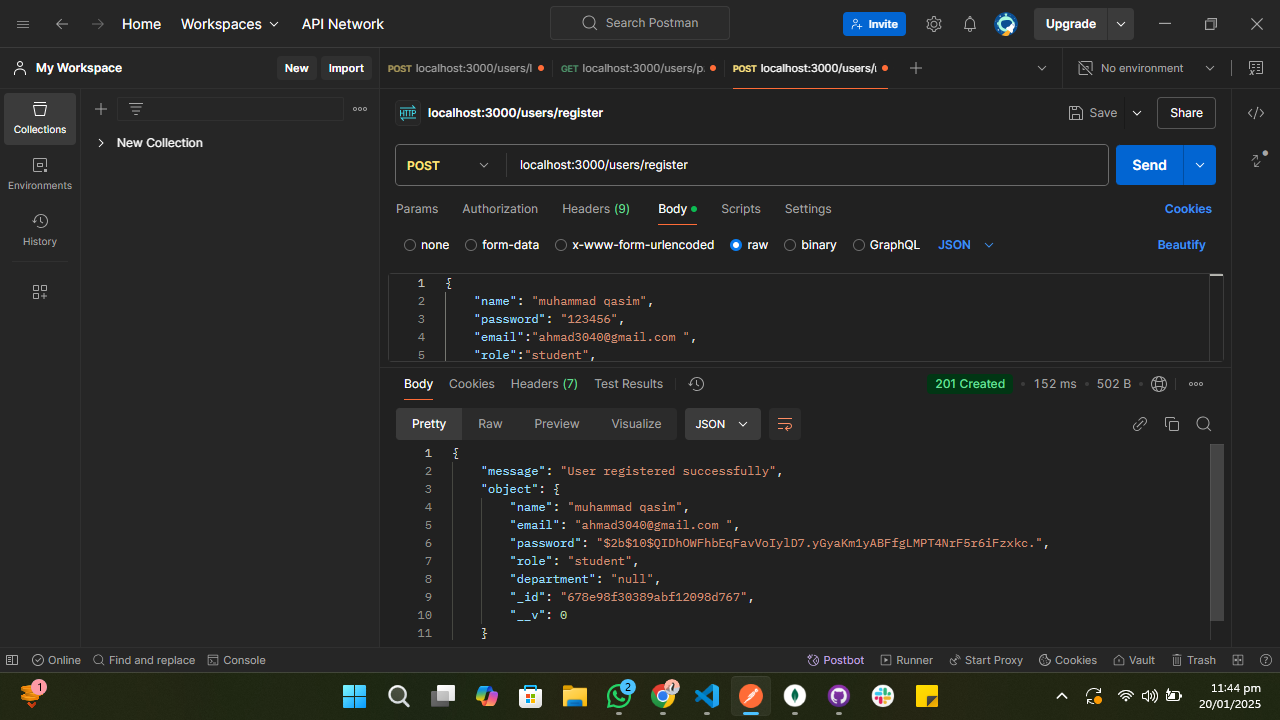 Home Workspaces API Network Search Postman Invite Upgrade
My Workspace New Import POST localhost:3000/users/l GET localhost:3000/users/p POST localhost:3000/users/ No environment
HTTP localhost:3000/users/register Save Share
Collections
New Collection
Environments
History
POST localhost:3000/users/register Send
Params Authorization Headers (9) Body Scripts Settings Cookies
none form-data x-www-form-urlencoded raw binary GraphQL JSON Beautify
1 {
2 "name": "muhammad qasim",
3 "password": "123456",
4 "email":"ahmad3040@gmail.com ",
5 "role":"student",
Body Cookies Headers (7) Test Results 201 Created 152 ms 502 B
Pretty Raw Preview Visualize JSON
1 {
2 "message": "User registered successfully",
3 "object": {
4 "name": "muhammad qasim",
5 "email": "ahmad3040@gmail.com ",
6 "password": "$2b$10$QIDhOWFhbEqFavVoIylD7.yGyaKm1yABFfgLMPT4NrF5r6iFzxkc.",
7 "role": "student",
8 "department": "null",
9 "_id": "678e98f30389abf12098d767",
10 "__v": 0
11 }
Online Find and replace Console Postbot Runner Start Proxy Cookies Vault Trash
1 2 11:44 pm
20/01/2025